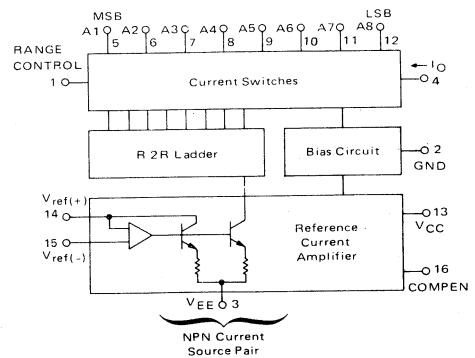 MSB LSB
A1 A2 A3 A4 A5 A6 A7 A8
5 6 7 8 9 10 11 12
RANGE
CONTROL
1
Current Switches
IO
4
R 2R Ladder
Bias Circuit
2
GND
Vref(+)
14
15
Vref(-)
Reference
Current
Amplifier
13
VCC
16
COMPEN
VEE 3
NPN Current
Source Pair